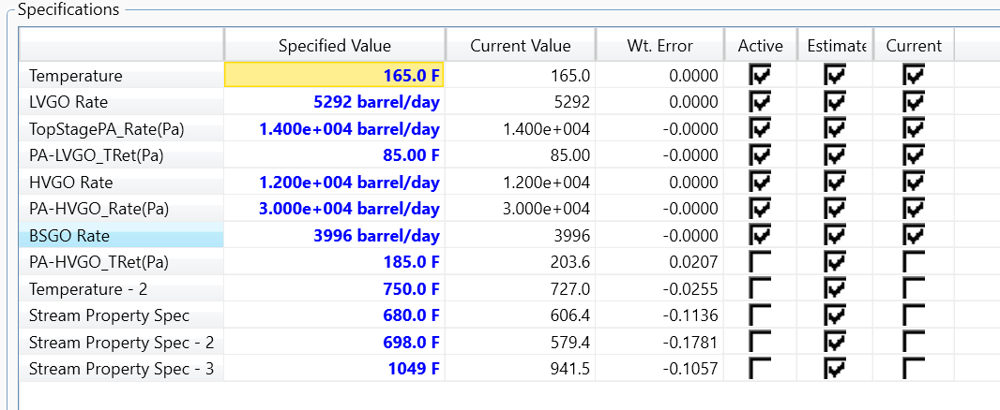 Specifications
Specified Value Current Value Wt. Error Active Estimate Current
Temperature 165.0 F 165.0 0.0000
LVGO Rate 5292 barrel/day 5292 0.0000
TopStagePA_Rate(Pa) 1.400e+004 barrel/day 1.400e+004 -0.0000
PA-LVGO_TRet(Pa) 85.00 F 85.00 -0.0000
HVGO Rate 1.200e+004 barrel/day 1.200e+004 0.0000
PA-HVGO_Rate(Pa) 3.000e+004 barrel/day 3.000e+004 -0.0000
BSGO Rate 3996 barrel/day 3996 -0.0000
PA-HVGO_TRet(Pa) 185.0 F 203.6 0.0207
Temperature - 2 750.0 F 727.0 -0.0255
Stream Property Spec 680.0 F 606.4 -0.1136
Stream Property Spec - 2 698.0 F 579.4 -0.1781
Stream Property Spec - 3 1049 F 941.5 -0.1057